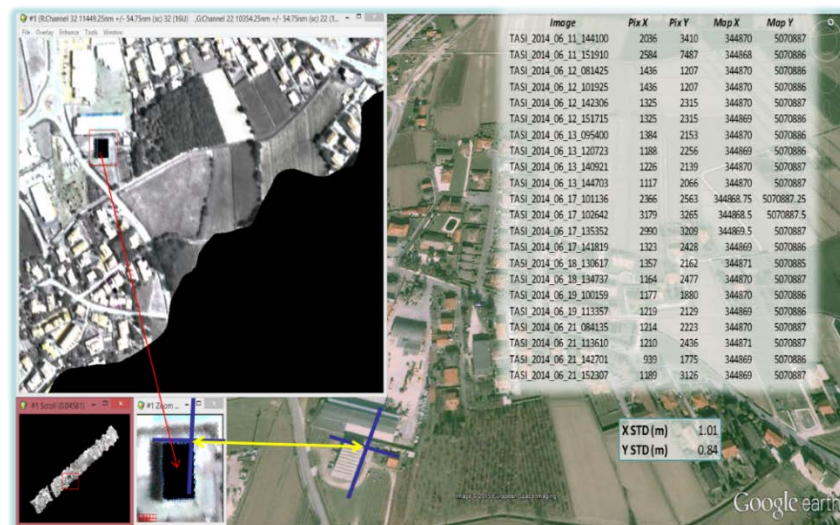 #1 (R:Channel 32 11449.25nm +/- 54.75nm (sc) 32 (16U) ,G:Channel 22 10354.25nm +/- 54.75nm (sc) 22 (1...
File Overlay Enhance Tools Window
Image Pix X Pix Y Map X Map Y
TASI_2014_06_11_144100 2036 3410 344870 5070887
TASI_2014_06_11_151910 2584 7487 344868 5070887
TASI_2014_06_12_081425 1436 1207 344870 5070886
TASI_2014_06_12_101925 1436 1207 344870 5070886
TASI_2014_06_12_142306 1325 2315 344870 5070887
TASI_2014_06_12_151715 1325 2315 344869 5070886
TASI_2014_06_13_095400 1384 2153 344870 5070886
TASI_2014_06_13_120723 1188 2256 344869 5070886
TASI_2014_06_13_140921 1226 2139 344870 5070887
TASI_2014_06_13_144703 1117 2066 344870 5070887
TASI_2014_06_17_101136 2366 2563 344868.75 5070887.25
TASI_2014_06_17_102642 3179 3265 344868.5 5070887.5
TASI_2014_06_17_135352 2990 3209 344869.5 5070887
TASI_2014_06_17_141819 1323 2428 344869 5070886
TASI_2014_06_18_130617 1357 2162 344871 5070885
TASI_2014_06_18_134737 1164 2477 344870 5070887
TASI_2014_06_19_100159 1177 1880 344870 5070886
TASI_2014_06_19_113357 1219 2129 344869 5070886
TASI_2014_06_21_084135 1214 2223 344870 5070887
TASI_2014_06_21_113610 1210 2436 344871 5070887
TASI_2014_06_21_142701 939 1775 344869 5070886
TASI_2014_06_21_152307 1189 3126 344869 5070887
#1 Scroll (0.04581)
#1 Zoom ...
X STD (m) 1.01
Y STD (m) 0.84
Image © 2015 European Space Imaging
Google earth